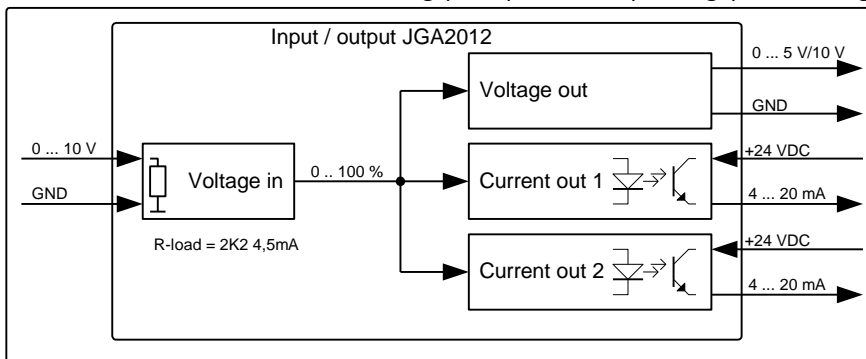 Input / output JGA2012
0 ... 5 V/10 V
Voltage out
GND
0 ... 10 V
+24 VDC
Voltage in
0 .. 100 %
Current out 1
GND
4 ... 20 mA
R-load = 2K2 4,5mA
+24 VDC
Current out 2
4 ... 20 mA